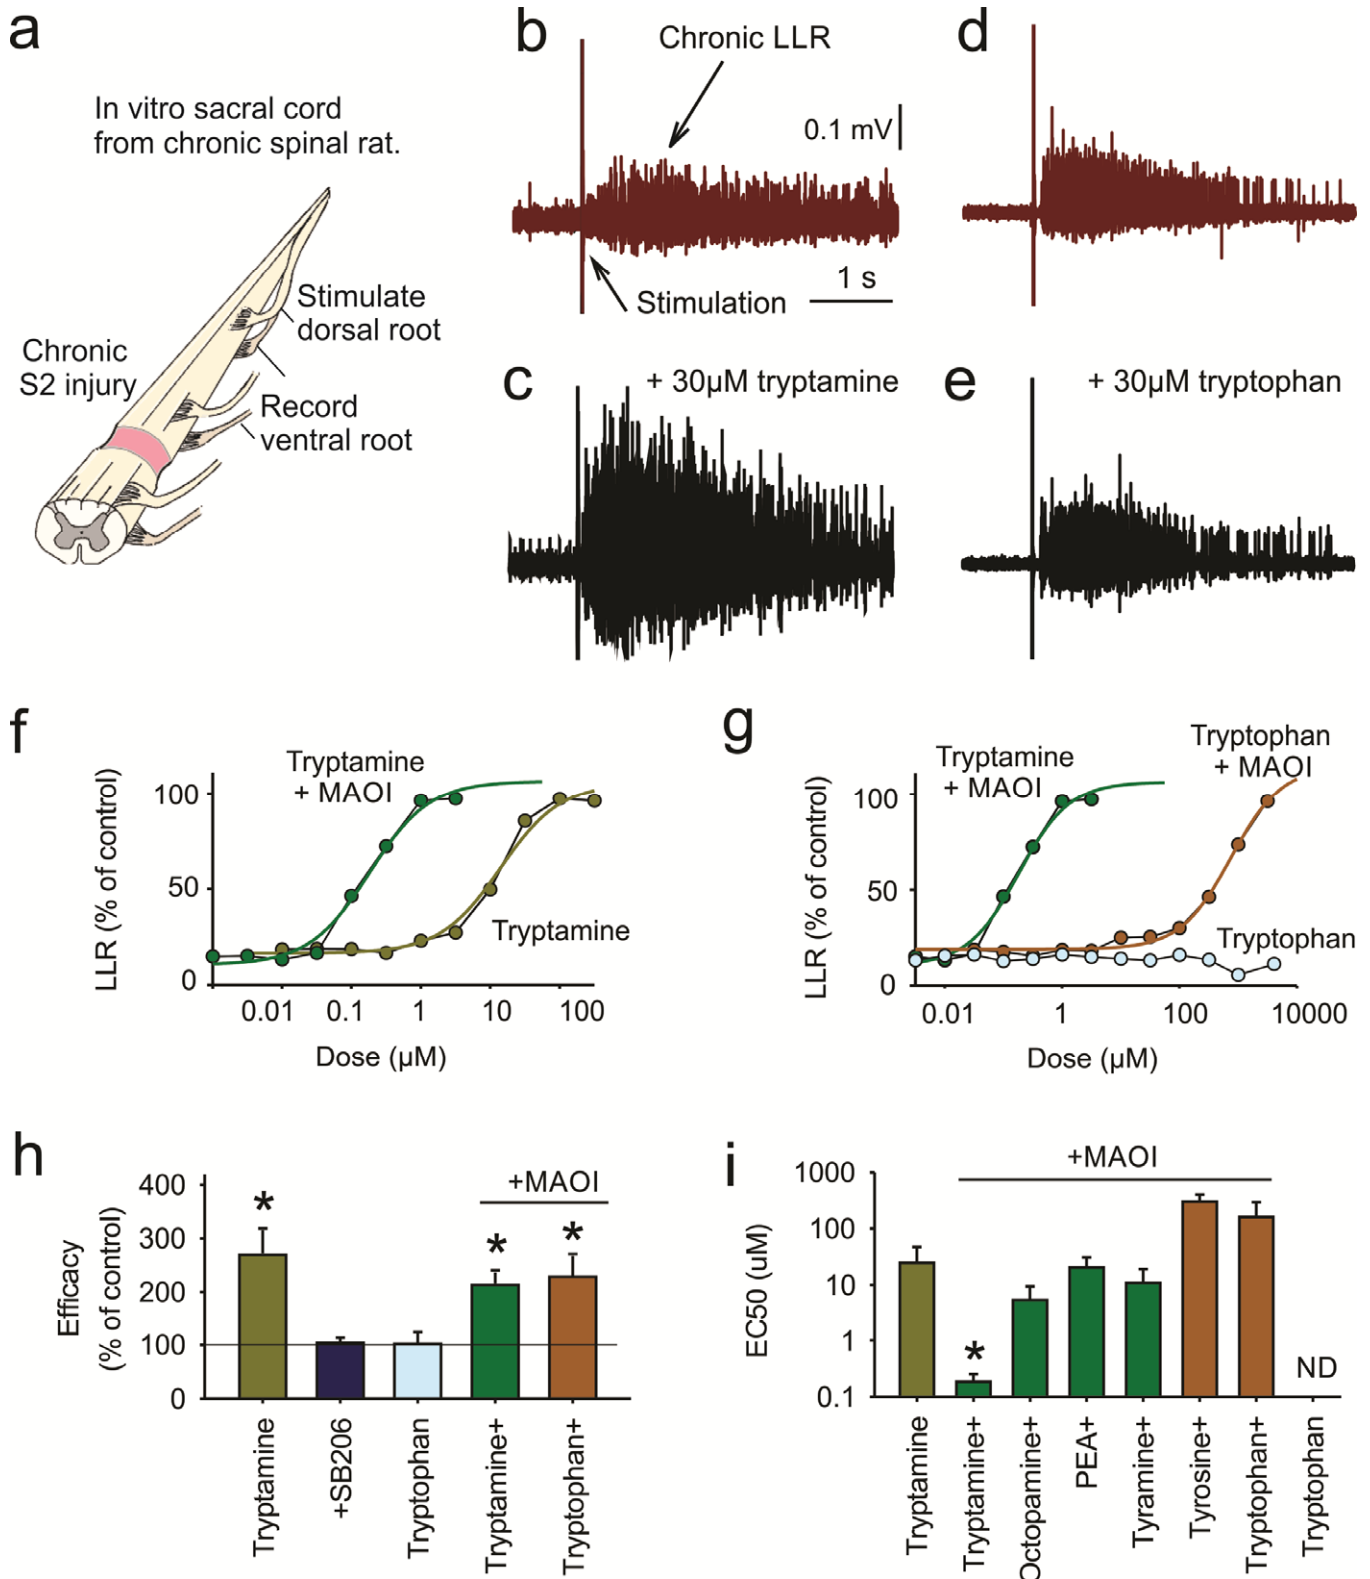 a
In vitro sacral cord
from chronic spinal rat.
Stimulate
dorsal root
Chronic
S2 injury
Record
ventral root
b
Chronic LLR
0.1 mV
1 s
Stimulation
d
c
+ 30µM tryptamine
e
+ 30µM tryptophan
f
LLR (% of control)
100
50
0
Tryptamine
+ MAOI
Tryptamine
0.01 0.1 1 10 100
Dose (µM)
g
LLR (% of control)
100
50
0
Tryptamine
+ MAOI
Tryptophan
+ MAOI
Tryptophan
0.01 1 100 10000
Dose (µM)
h
Efficacy
(% of control)
400
300
200
100
0
+MAOI
*
*
*
Tryptamine
+SB206
Tryptophan
Tryptamine+
Tryptophan+
i
EC50 (uM)
1000
100
10
1
0.1
+MAOI
*
ND
Tryptamine
Tryptamine+
Octopamine+
PEA+
Tyramine+
Tyrosine+
Tryptophan+
Tryptophan